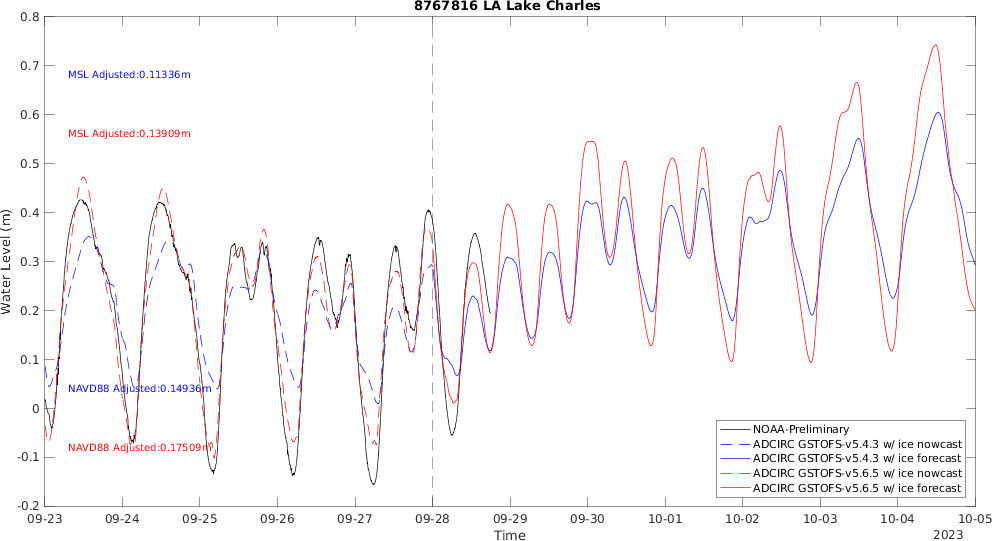 8767816 LA Lake Charles
0.8
0.7
0.6
0.5
0.4
0.3
0.2
0.1
0
-0.1
-0.2
Water Level (m)
MSL Adjusted:0.11336m
MSL Adjusted:0.13909m
NAVD88 Adjusted:0.14936m
NAVD88 Adjusted:0.17509m
NOAA-Preliminary
ADCIRC GSTOFS-v5.4.3 w/ ice nowcast
ADCIRC GSTOFS-v5.4.3 w/ ice forecast
ADCIRC GSTOFS-v5.6.5 w/ ice nowcast
ADCIRC GSTOFS-v5.6.5 w/ ice forecast
09-23 09-24 09-25 09-26 09-27 09-28 09-29 09-30 10-01 10-02 10-03 10-04 10-05
Time
2023